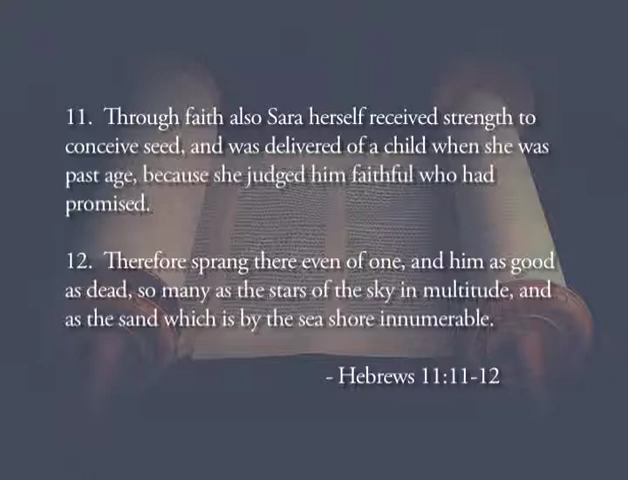 11. Through faith also Sara herself received strength to
conceive seed, and was delivered of a child when she was
past age, because she judged him faithful who had
promised.
12. Therefore sprang there even of one, and him as good
as dead, so many as the stars of the sky in multitude, and
as the sand which is by the sea shore innumerable.
- Hebrews 11:11-12